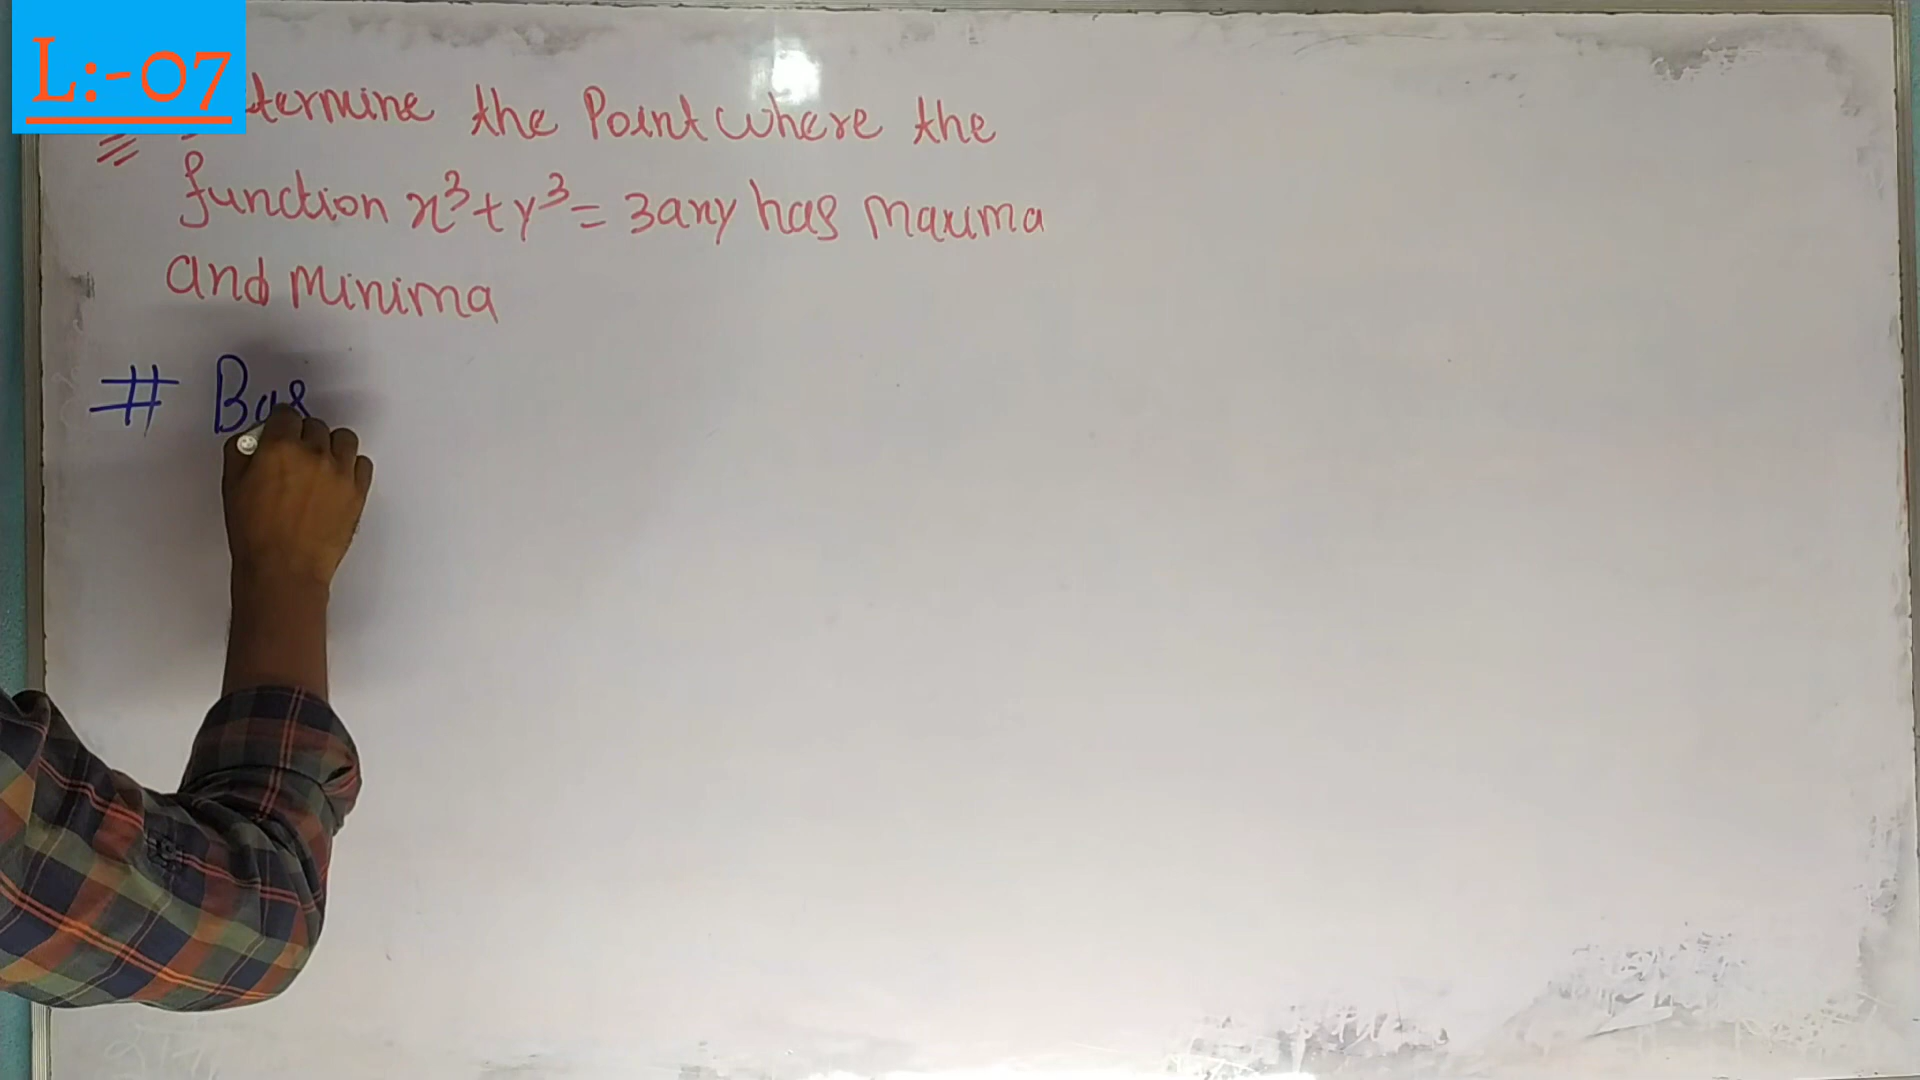 L:-07
termine the Point where the
function x³+y³= 3axy has maxima
and minima
# Bas